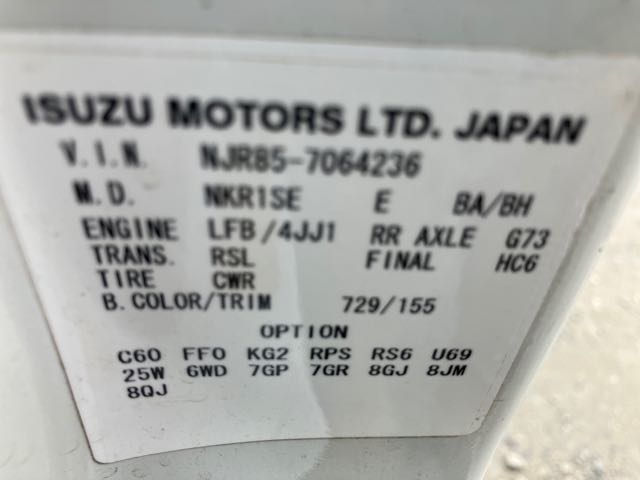 ISUZU MOTORS LTD. JAPAN
V.I.N. NJR85-7064236
M.D. NKR1SE E BA/BH
ENGINE LFB/4JJ1 RR AXLE G73
TRANS. RSL FINAL HC6
TIRE CWR
B.COLOR/TRIM 729/155
OPTION
C60 FF0 KG2 RPS RS6 U69
25W 6WD 7GP 7GR 8GJ 8JM
8QJ